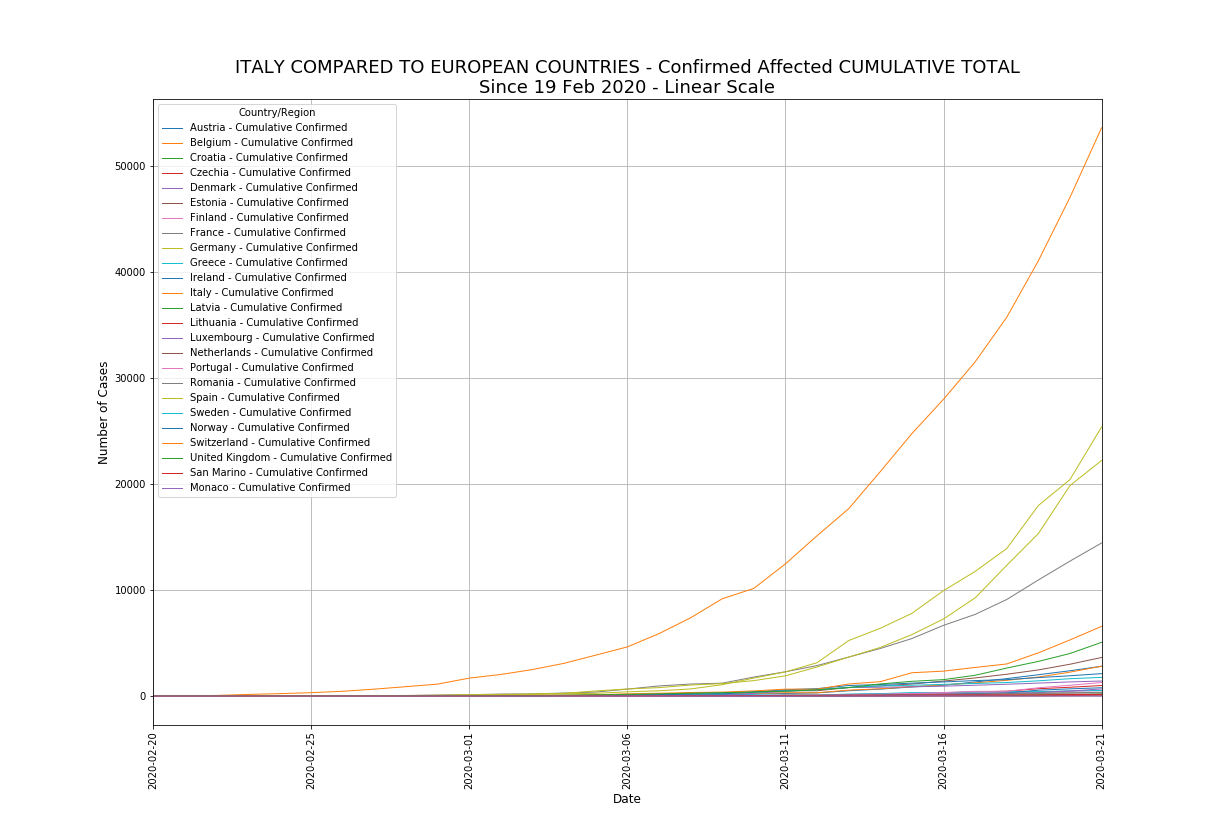 ITALY COMPARED TO EUROPEAN COUNTRIES - Confirmed Affected CUMULATIVE TOTAL
Since 19 Feb 2020 - Linear Scale
Country/Region
Austria - Cumulative Confirmed
Belgium - Cumulative Confirmed
Croatia - Cumulative Confirmed
Czechia - Cumulative Confirmed
Denmark - Cumulative Confirmed
Estonia - Cumulative Confirmed
Finland - Cumulative Confirmed
France - Cumulative Confirmed
Germany - Cumulative Confirmed
Greece - Cumulative Confirmed
Ireland - Cumulative Confirmed
Italy - Cumulative Confirmed
Latvia - Cumulative Confirmed
Lithuania - Cumulative Confirmed
Luxembourg - Cumulative Confirmed
Netherlands - Cumulative Confirmed
Portugal - Cumulative Confirmed
Romania - Cumulative Confirmed
Spain - Cumulative Confirmed
Sweden - Cumulative Confirmed
Norway - Cumulative Confirmed
Switzerland - Cumulative Confirmed
United Kingdom - Cumulative Confirmed
San Marino - Cumulative Confirmed
Monaco - Cumulative Confirmed
50000
40000
30000
20000
10000
0
Number of Cases
2020-02-20
2020-02-25
2020-03-01
2020-03-06
2020-03-11
2020-03-16
2020-03-21
Date